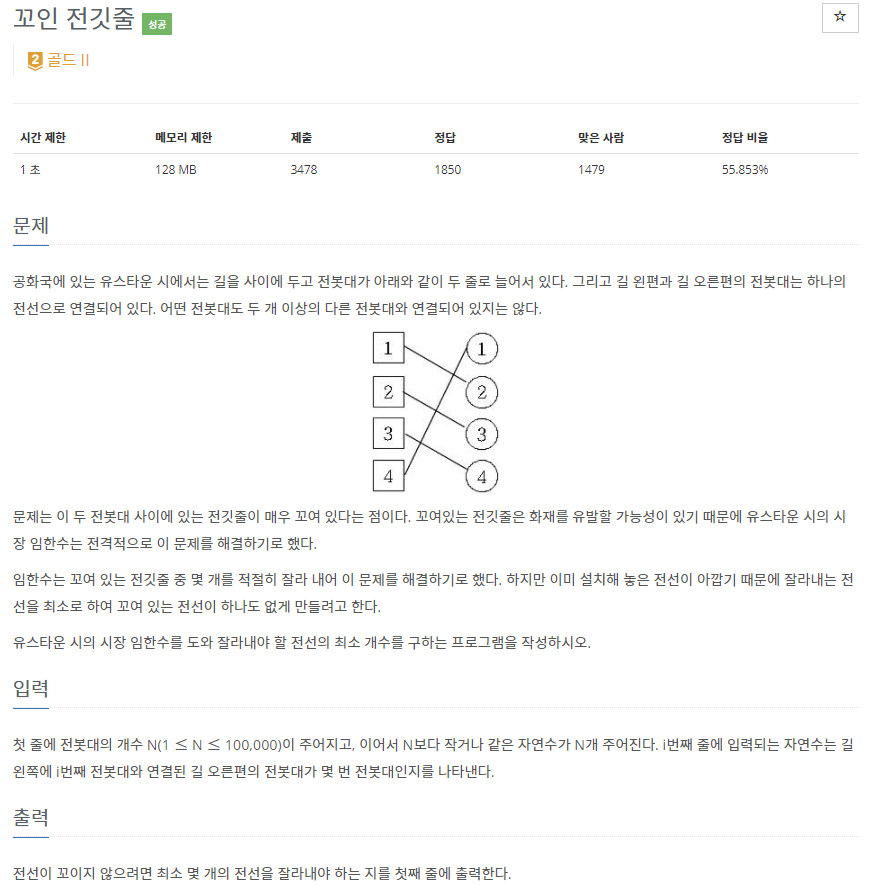 꼬인 전깃줄 성공
☆
2 골드 II
시간 제한 메모리 제한 제출 정답 맞은 사람 정답 비율
1 초 128 MB 3478 1850 1479 55.853%
문제
공화국에 있는 유스타운 시에서는 길을 사이에 두고 전봇대가 아래와 같이 두 줄로 늘어서 있다. 그리고 길 왼편과 길 오른편의 전봇대는 하나의
전선으로 연결되어 있다. 어떤 전봇대도 두 개 이상의 다른 전봇대와 연결되어 있지는 않다.
1 1
2 2
3 3
4 4
문제는 이 두 전봇대 사이에 있는 전깃줄이 매우 꼬여 있다는 점이다. 꼬여있는 전깃줄은 화재를 유발할 가능성이 있기 때문에 유스타운 시의 시
장 임한수는 전격적으로 이 문제를 해결하기로 했다.
임한수는 꼬여 있는 전깃줄 중 몇 개를 적절히 잘라 내어 이 문제를 해결하기로 했다. 하지만 이미 설치해 놓은 전선이 아깝기 때문에 잘라내는 전
선을 최소로 하여 꼬여 있는 전선이 하나도 없게 만들려고 한다.
유스타운 시의 시장 임한수를 도와 잘라내야 할 전선의 최소 개수를 구하는 프로그램을 작성하시오.
입력
첫 줄에 전봇대의 개수 N(1 ≤ N ≤ 100,000)이 주어지고, 이어서 N보다 작거나 같은 자연수가 N개 주어진다. i번째 줄에 입력되는 자연수는 길
왼쪽에 i번째 전봇대와 연결된 길 오른편의 전봇대가 몇 번 전봇대인지를 나타낸다.
출력
전선이 꼬이지 않으려면 최소 몇 개의 전선을 잘라내야 하는 지를 첫째 줄에 출력한다.